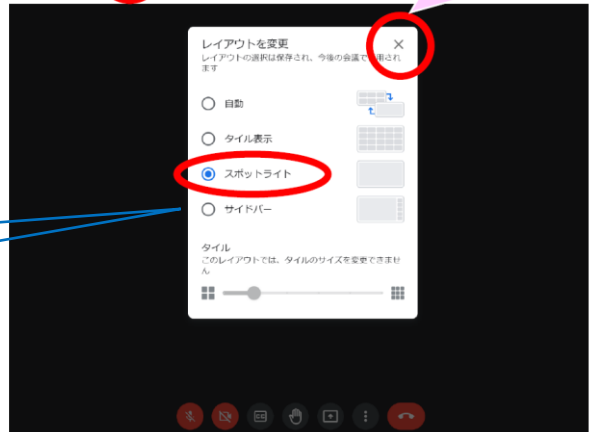 レイアウトを変更
レイアウトの選択は保存され、今後の会議で適用され
ます
自動
タイル表示
スポットライト
サイドバー
タイル
このレイアウトでは、タイルのサイズを変更できませ
ん